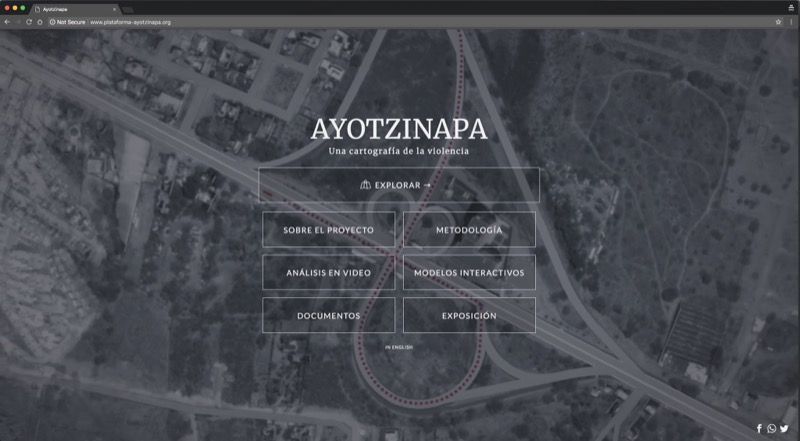 Ayotzinapa
Not Secure | www.plataforma-ayotzinapa.org
AYOTZINAPA
Una cartografía de la violencia
EXPLORAR →
SOBRE EL PROYECTO
METODOLOGÍA
ANÁLISIS EN VIDEO
MODELOS INTERACTIVOS
DOCUMENTOS
EXPOSICIÓN
IN ENGLISH